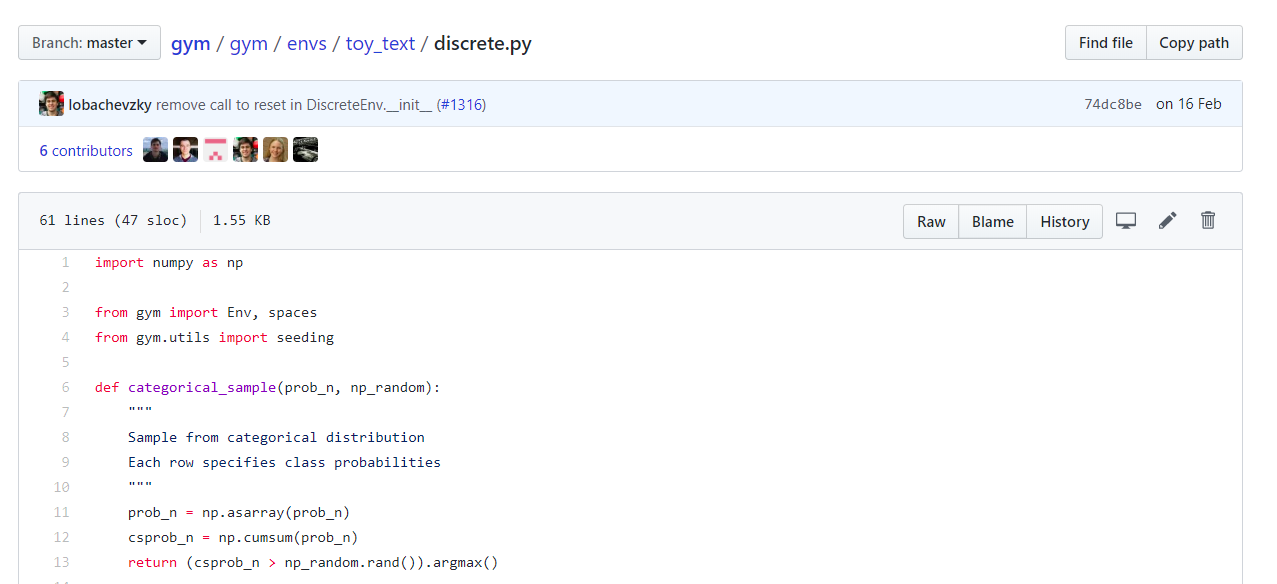 Branch: master gym / gym / envs / toy_text / discrete.py Find file Copy path
lobachevzky remove call to reset in DiscreteEnv.__init__ (#1316) 74dc8be on 16 Feb
6 contributors
61 lines (47 sloc) 1.55 KB Raw Blame History
1 import numpy as np
2
3 from gym import Env, spaces
4 from gym.utils import seeding
5
6 def categorical_sample(prob_n, np_random):
7 """
8 Sample from categorical distribution
9 Each row specifies class probabilities
10 """
11 prob_n = np.asarray(prob_n)
12 csprob_n = np.cumsum(prob_n)
13 return (csprob_n > np_random.rand()).argmax()